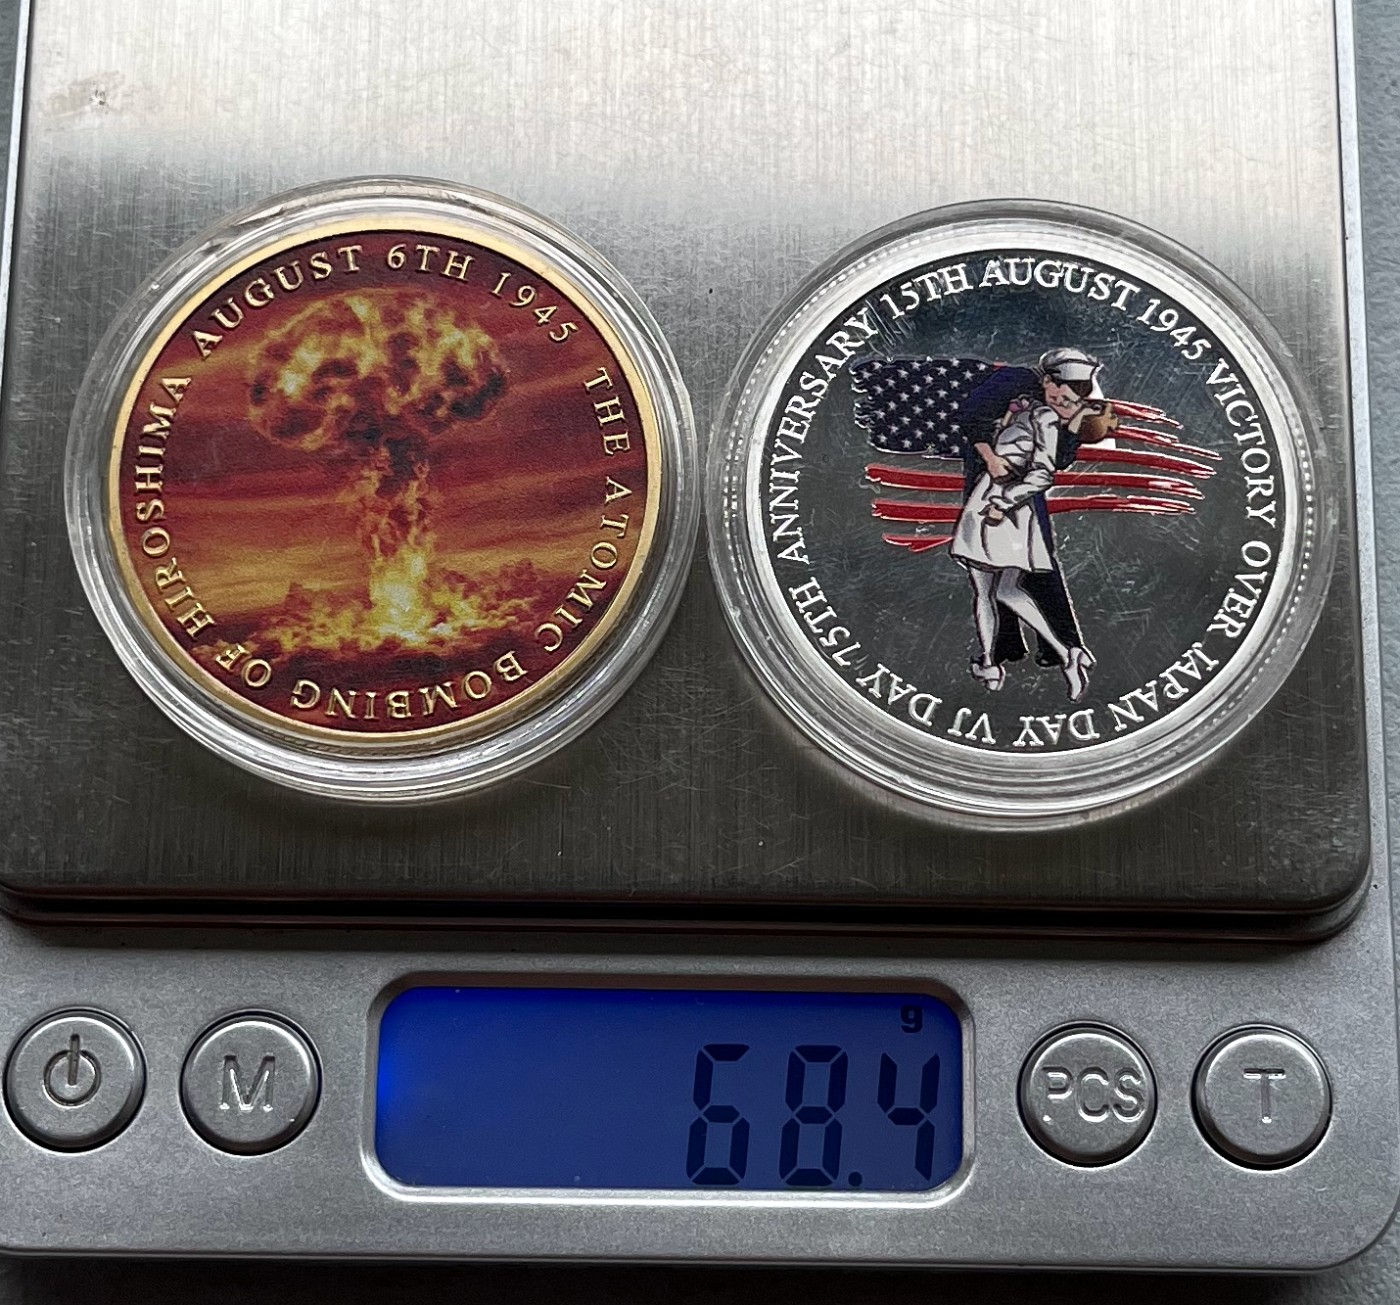 AUGUST 6TH 1945 THE ATOMIC BOMBING OF HIROSHIMA
75TH ANNIVERSARY 15TH AUGUST 1945 VICTORY OVER JAPAN DAY VJ DAY
g
68.4
M
PCS
T